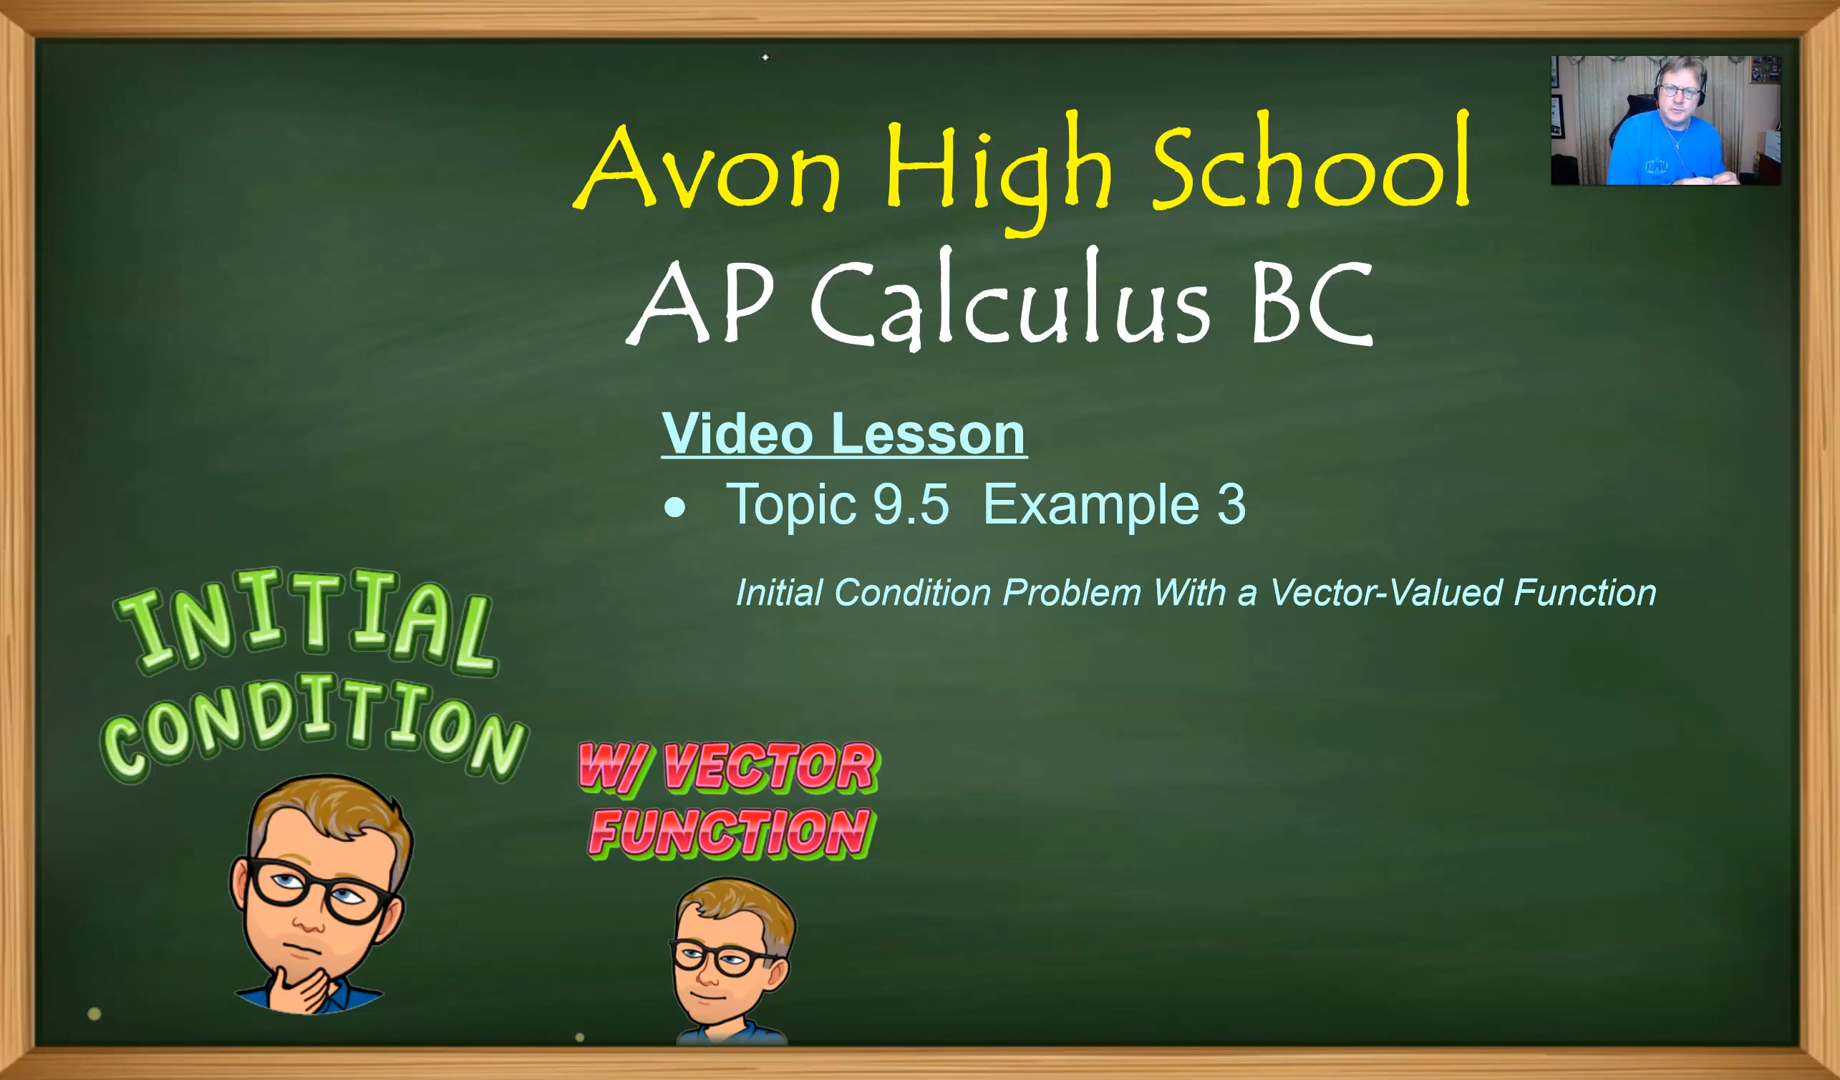 Avon High School
AP Calculus BC
Video Lesson
● Topic 9.5 Example 3
Initial Condition Problem With a Vector-Valued Function
INITIAL
CONDITION
W/ VECTOR
FUNCTION